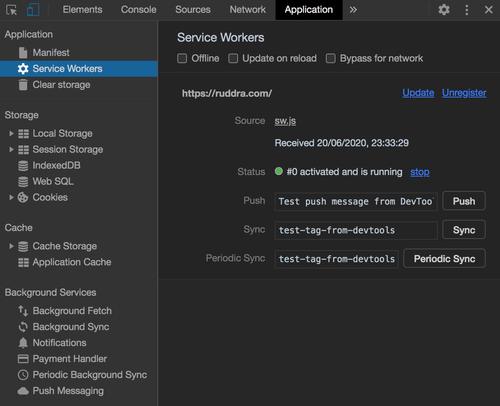 Elements Console Sources Network Application
Application
Manifest
Service Workers
Clear storage
Storage
Local Storage
Session Storage
IndexedDB
Web SQL
Cookies
Cache
Cache Storage
Application Cache
Background Services
Background Fetch
Background Sync
Notifications
Payment Handler
Periodic Background Sync
Push Messaging
Service Workers
Offline Update on reload Bypass for network
https://ruddra.com/ Update Unregister
Source sw.js
Received 20/06/2020, 23:33:29
Status #0 activated and is running stop
Push Test push message from DevToo Push
Sync test-tag-from-devtools Sync
Periodic Sync test-tag-from-devtools Periodic Sync